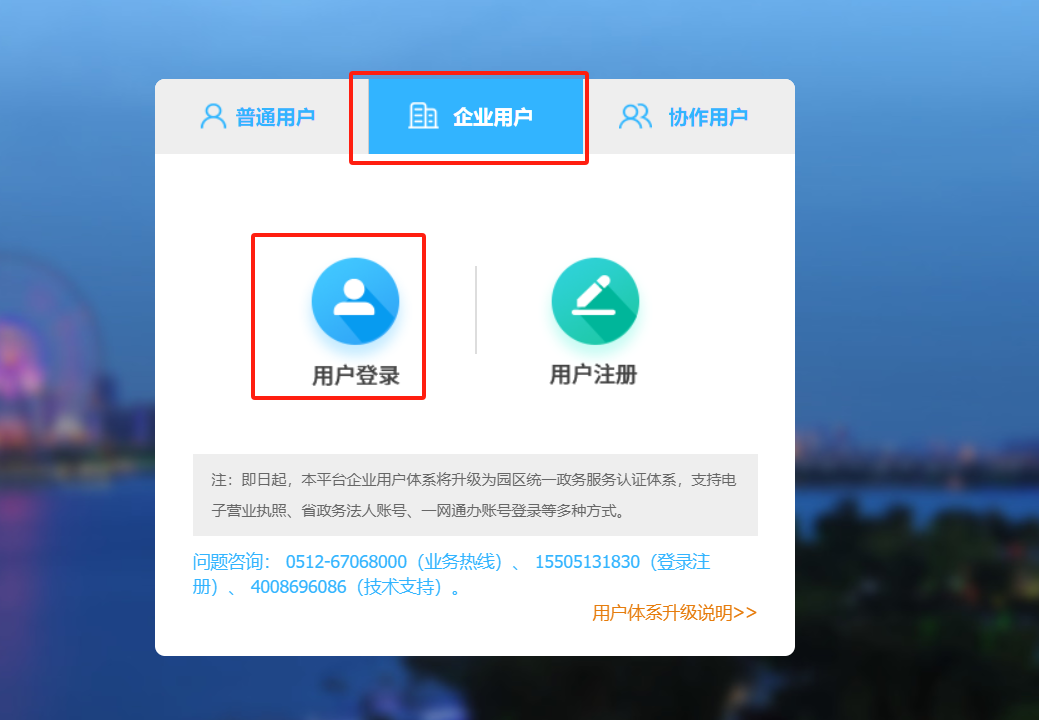 普通用户
企业用户
协作用户
用户登录
用户注册
注：即日起，本平台企业用户体系将升级为园区统一政务服务认证体系，支持电
子营业执照、省政务法人账号、一网通办账号登录等多种方式。
问题咨询： 0512-67068000（业务热线）、 15505131830（登录注
册）、 4008696086（技术支持）。
用户体系升级说明>>